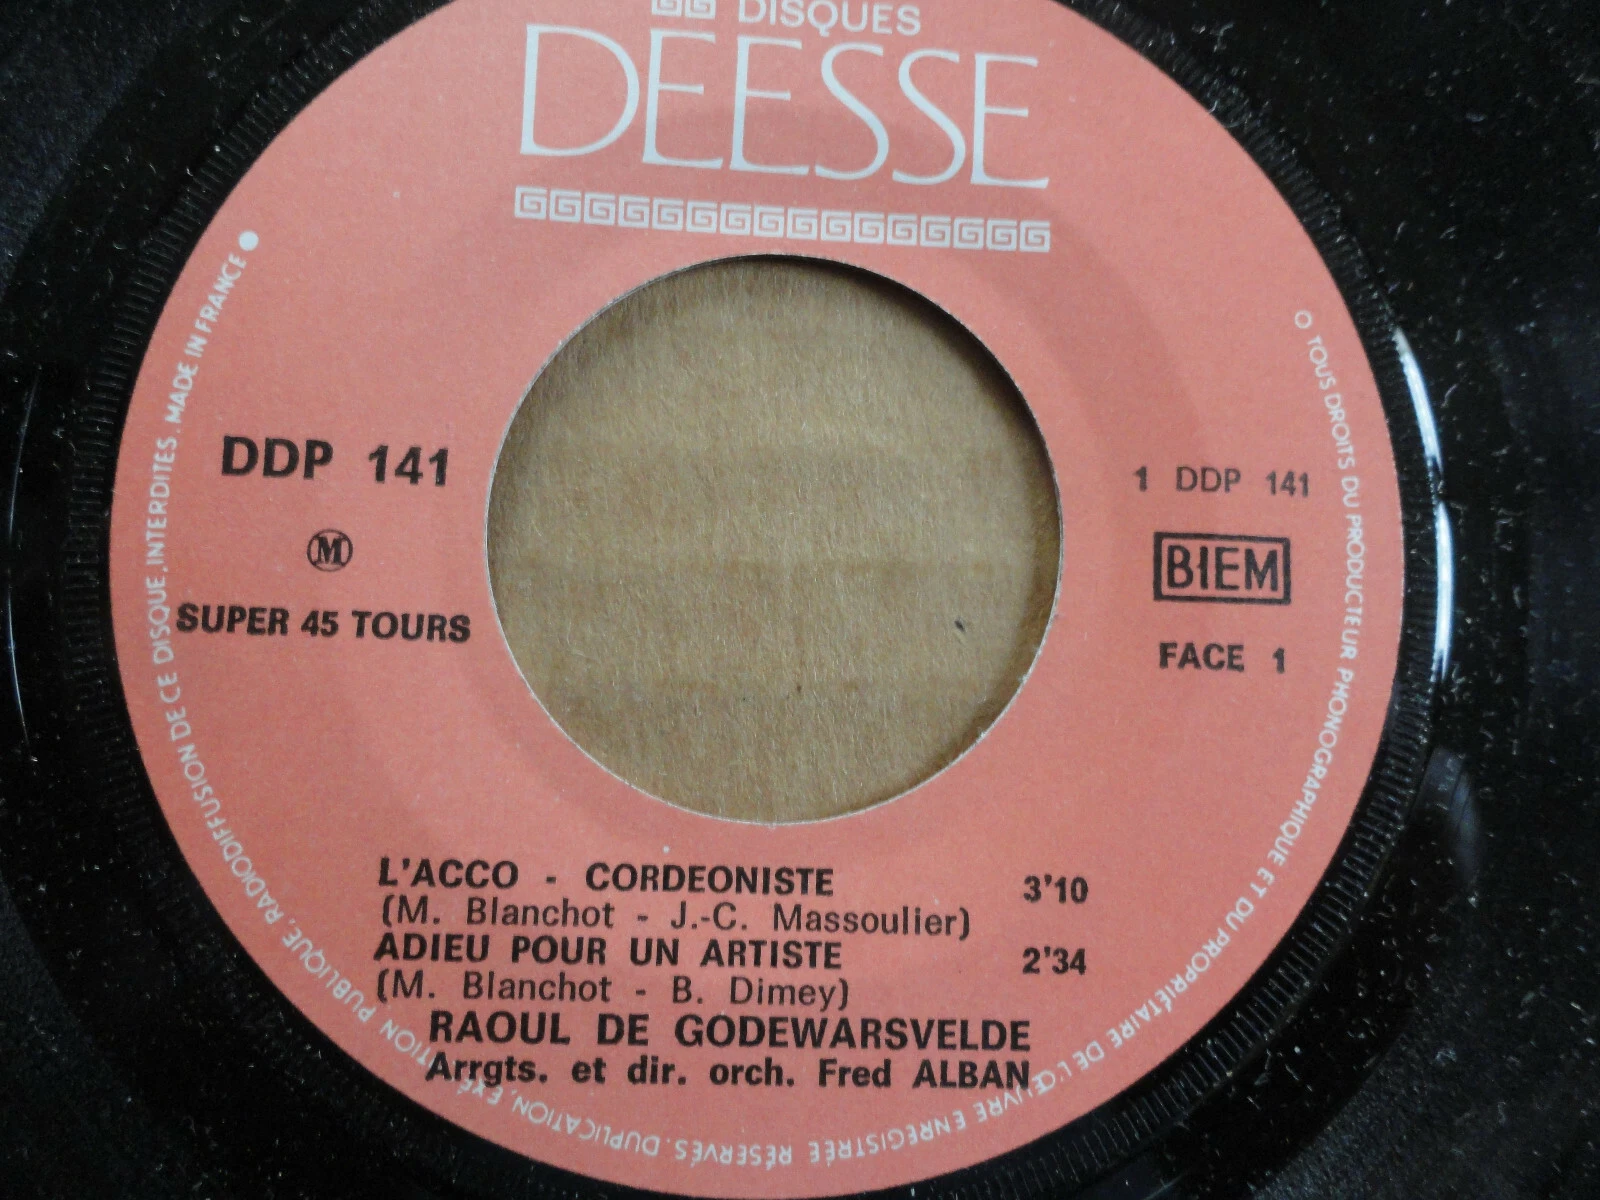 DISQUES
DEESSE
DDP 141
M
SUPER 45 TOURS
1 DDP 141
BIEM
FACE 1
L'ACCO - CORDEONISTE 3'10
(M. Blanchot - J.-C. Massoulier)
ADIEU POUR UN ARTISTE 2'34
(M. Blanchot - B. Dimey)
RAOUL DE GODEWARSVELDE
Arrgts. et dir. orch. Fred ALBAN
TOUS DROITS DU PRODUCTEUR PHONOGRAPHIQUE ET DU PROPRIÉTAIRE DE L'ŒUVRE ENREGISTRÉE RÉSERVÉS. DUPLICATION, PUBLIQUE, RADIODIFFUSION DE CE DISQUE, INTERDITES. MADE IN FRANCE